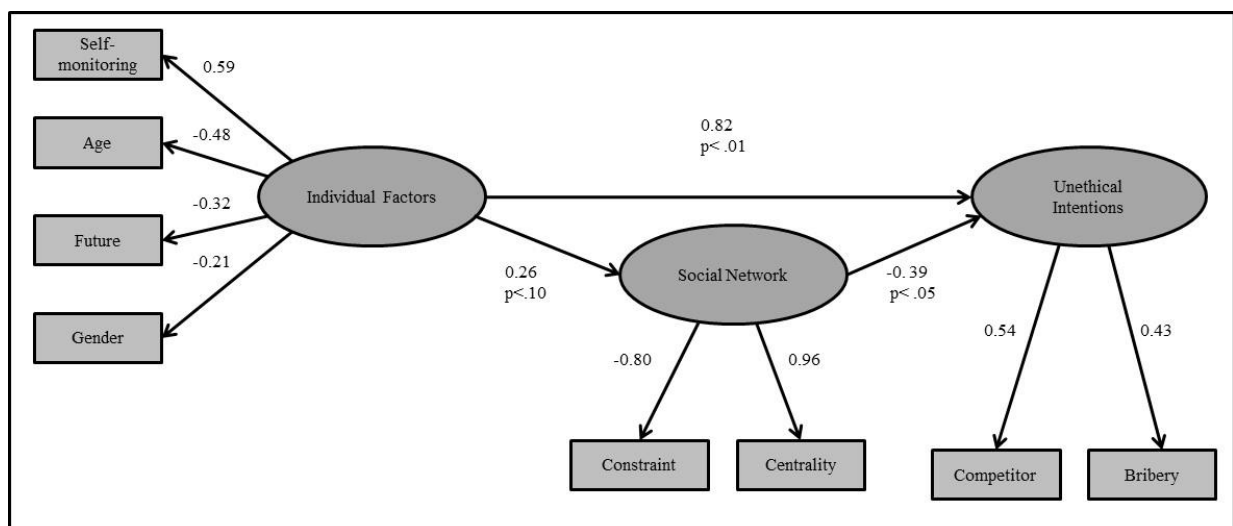 Self-
monitoring
0.59
Age
-0.48
Individual Factors
0.82
p< .01
Unethical
Intentions
Future
-0.32
-0.21
Gender
0.26
p<.10
Social Network
-0.39
p< .05
-0.80
0.96
0.54
0.43
Constraint
Centrality
Competitor
Bribery